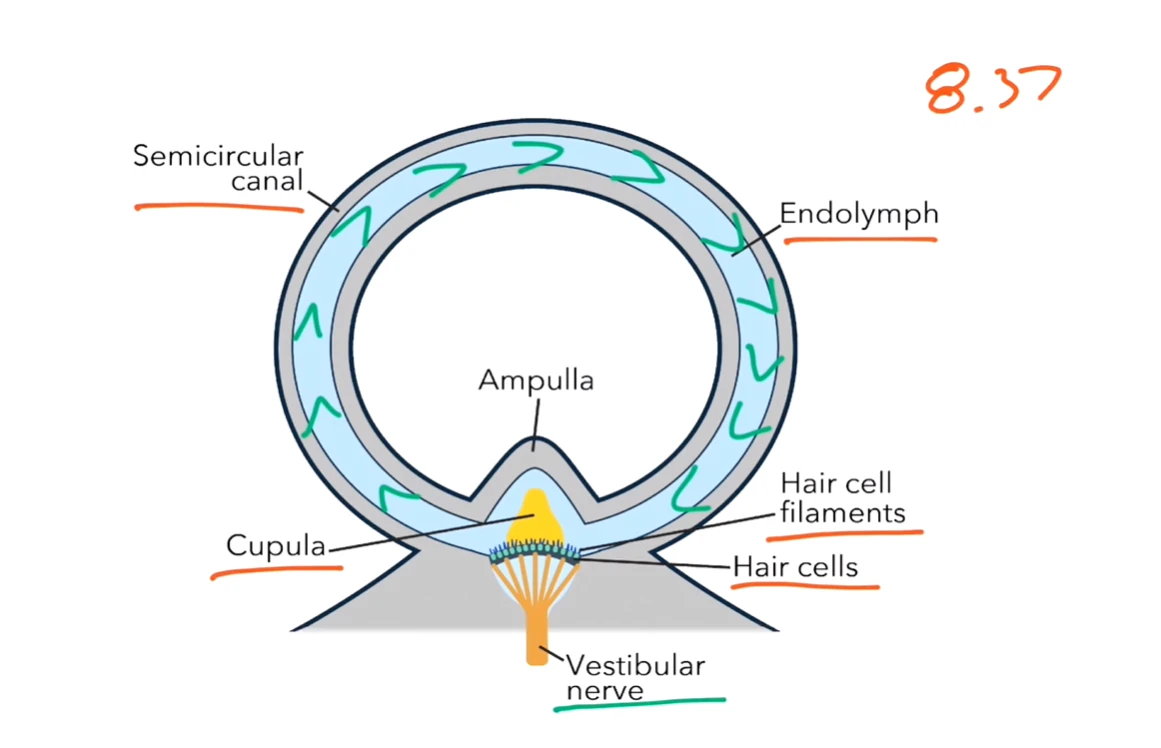 8.37
Semicircular
canal
Endolymph
Ampulla
Hair cell
filaments
Cupula
Hair cells
Vestibular
nerve